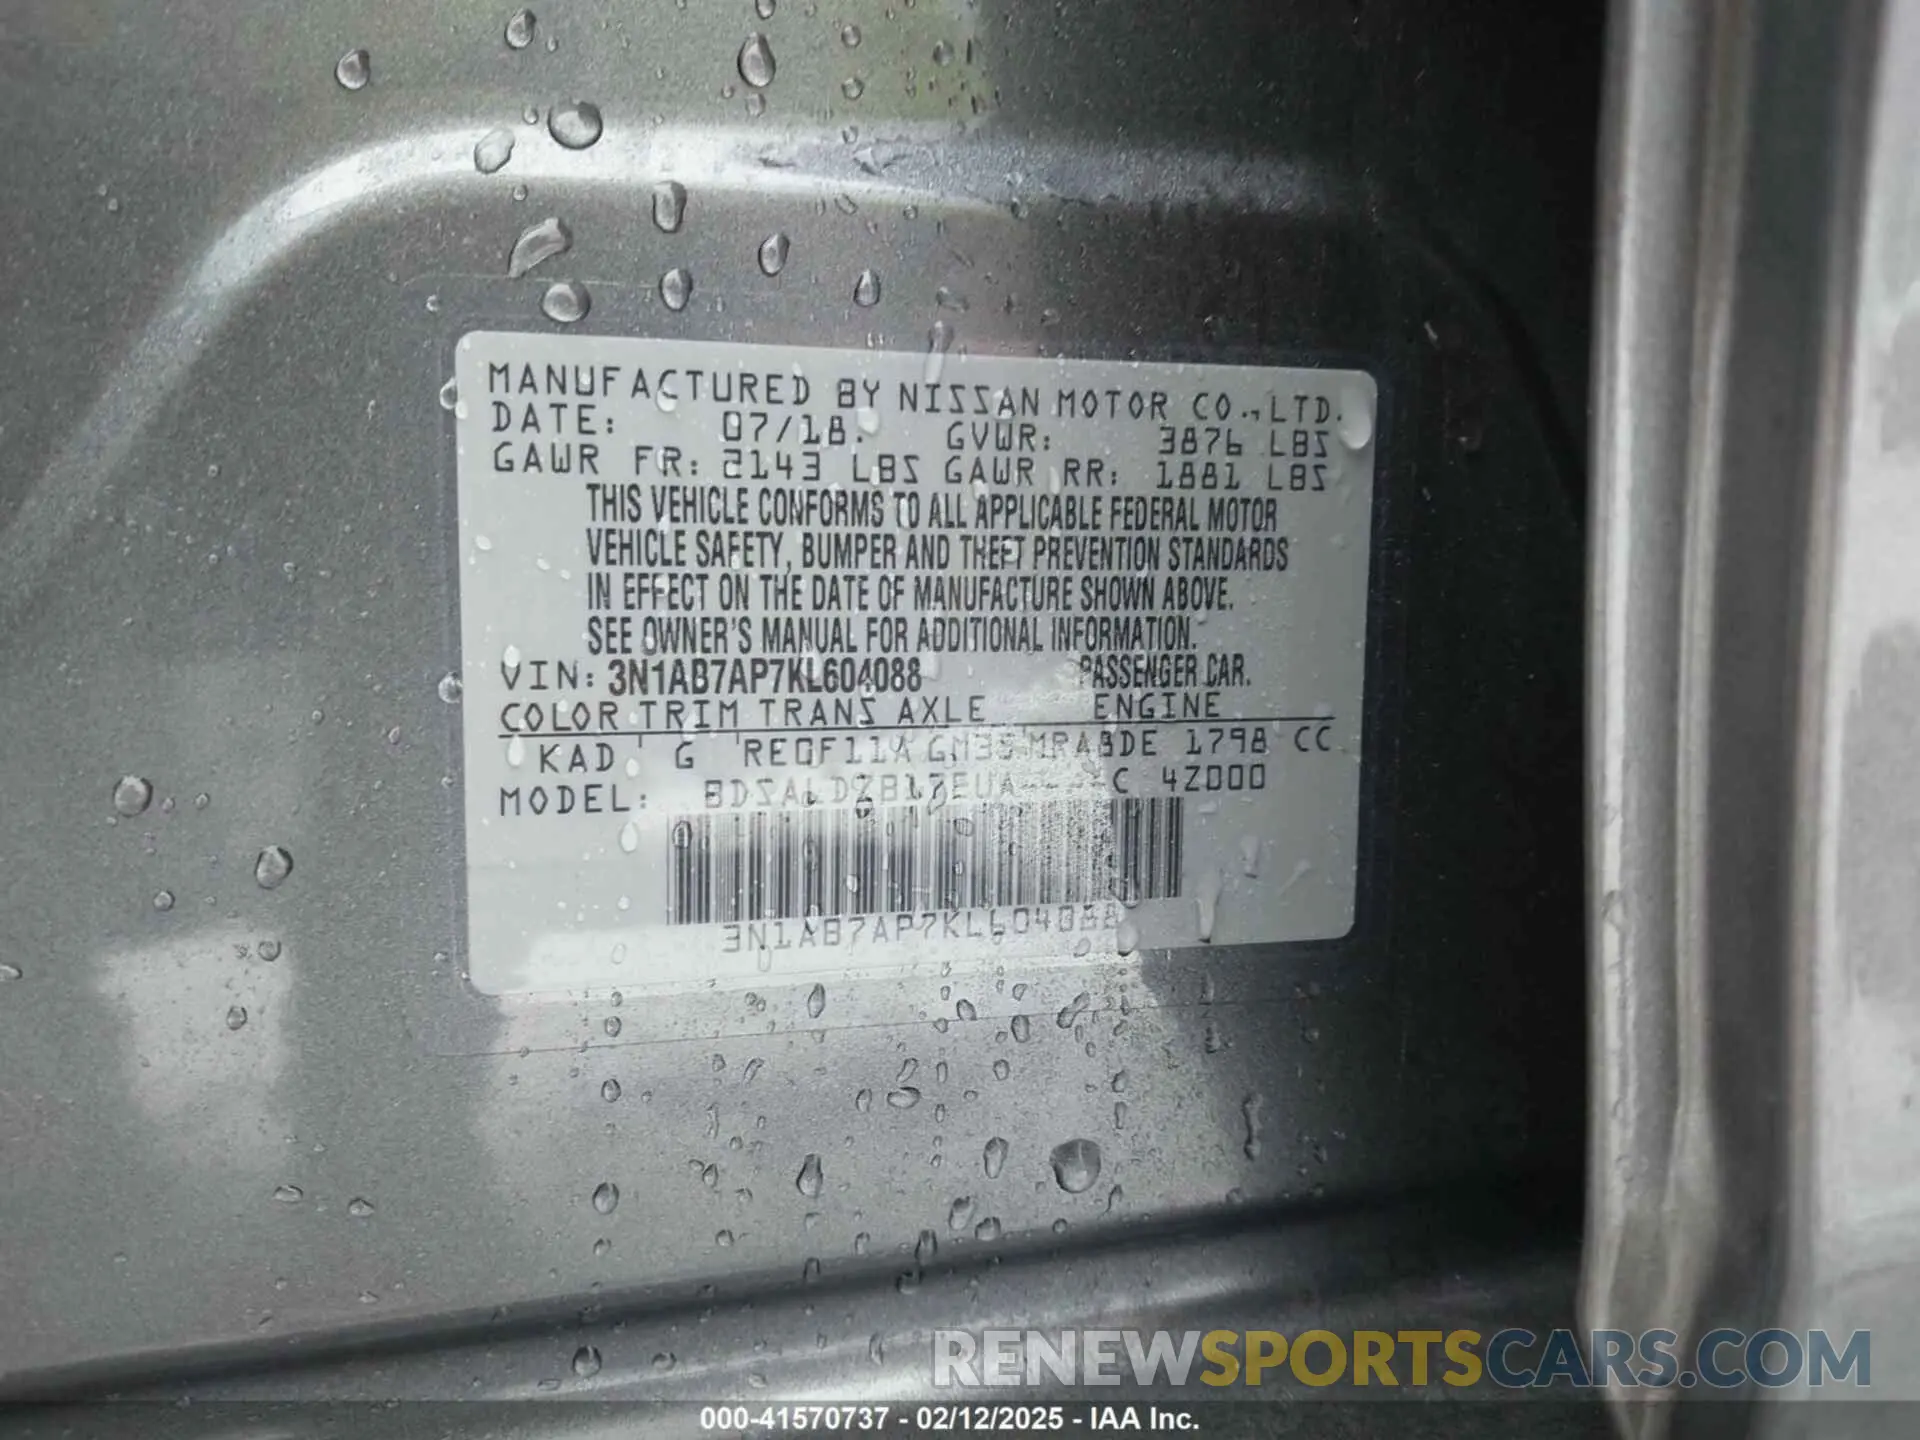 MANUFACTURED BY NISSAN MOTOR CO., LTD.
DATE: 07/18. GVWR: 3876 LBS
GAWR FR: 2143 LBS GAWR RR: 1881 LBS
THIS VEHICLE CONFORMS TO ALL APPLICABLE FEDERAL MOTOR
VEHICLE SAFETY, BUMPER AND THEFT PREVENTION STANDARDS
IN EFFECT ON THE DATE OF MANUFACTURE SHOWN ABOVE.
SEE OWNER'S MANUAL FOR ADDITIONAL INFORMATION.
VIN: 3N1AB7AP7KL604088 PASSENGER CAR.
COLOR TRIM TRANS AXLE ENGINE
KAD G RE0F11A 1798 CC
MODEL: 4Z000
3N1AB7AP7KL604088
RENEWSPORTSCARS.COM
000-41570737 - 02/12/2025 - IAA Inc.